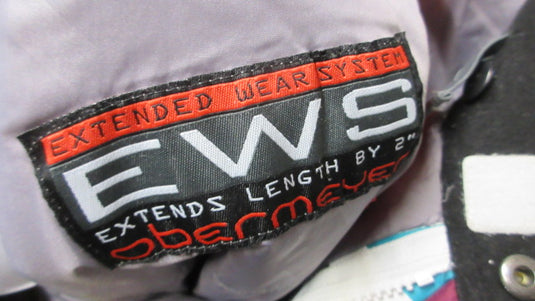 EXTENDED WEAR SYSTEM
EWS
EXTENDS LENGTH BY 2"
obermeyer